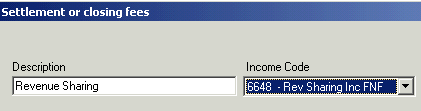 Settlement or closing fees
Description Income Code
Revenue Sharing 6648 - Rev Sharing Inc FNF